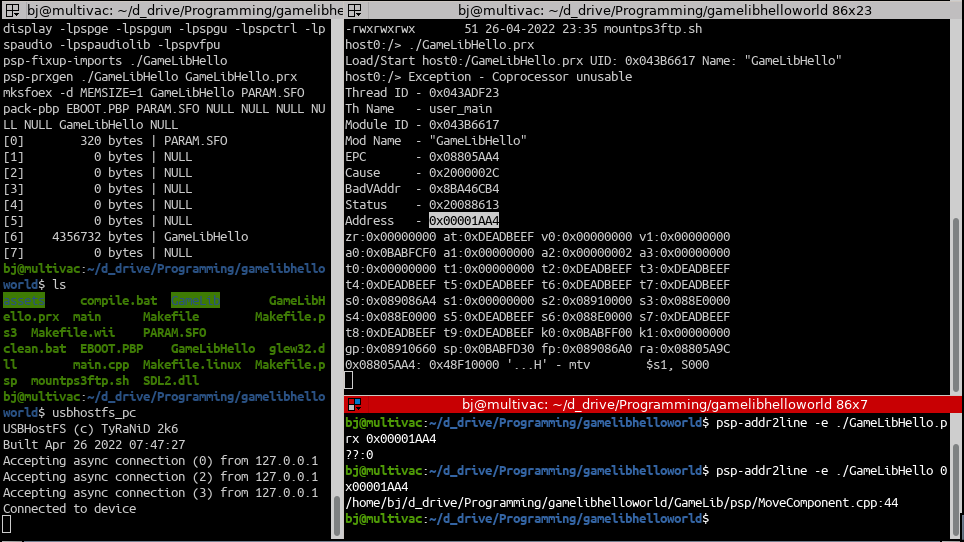 bj@multivac: ~/d_drive/Programming/gamelibhe
display -lpspge -lpspgum -lpspgu -lpspctrl -lp
spaudio -lpspaudiolib -lpspvfpu
psp-fixup-imports ./GameLibHello
psp-prxgen ./GameLibHello GameLibHello.prx
mksfoex -d MEMSIZE=1 GameLibHello PARAM.SFO
pack-pbp EBOOT.PBP PARAM.SFO NULL NULL NULL NU
LL NULL GameLibHello NULL
[0]        320 bytes | PARAM.SFO
[1]          0 bytes | NULL
[2]          0 bytes | NULL
[3]          0 bytes | NULL
[4]          0 bytes | NULL
[5]          0 bytes | NULL
[6]    4356732 bytes | GameLibHello
[7]          0 bytes | NULL
bj@multivac:~/d_drive/Programming/gamelibhello
world$ ls
assets     compile.bat  GameLib       GameLibH
ello.prx  main      Makefile        Makefile.p
s3  Makefile.wii   PARAM.SFO
clean.bat  EBOOT.PBP    GameLibHello  glew32.d
ll        main.cpp  Makefile.linux  Makefile.p
sp  mountps3ftp.sh  SDL2.dll
bj@multivac:~/d_drive/Programming/gamelibhello
world$ usbhostfs_pc
USBHostFS (c) TyRaNiD 2k6
Built Apr 26 2022 07:47:27
Accepting async connection (0) from 127.0.0.1
Accepting async connection (2) from 127.0.0.1
Accepting async connection (3) from 127.0.0.1
Connected to device
bj@multivac: ~/d_drive/Programming/gamelibhelloworld 86x23
-rwxrwxrwx       51 26-04-2022 23:35 mountps3ftp.sh
host0:/> ./GameLibHello.prx
Load/Start host0:/GameLibHello.prx UID: 0x043B6617 Name: "GameLibHello"
host0:/> Exception - Coprocessor unusable
Thread ID - 0x043ADF23
Th Name   - user_main
Module ID - 0x043B6617
Mod Name  - "GameLibHello"
EPC       - 0x08805AA4
Cause     - 0x2000002C
BadVAddr  - 0x8BA46CB4
Status    - 0x20088613
Address   - 0x00001AA4
zr:0x00000000 at:0xDEADBEEF v0:0x00000000 v1:0x00000000
a0:0x0BABFCF0 a1:0x00000000 a2:0x00000002 a3:0x00000000
t0:0x00000000 t1:0x00000000 t2:0xDEADBEEF t3:0xDEADBEEF
t4:0xDEADBEEF t5:0xDEADBEEF t6:0xDEADBEEF t7:0xDEADBEEF
s0:0x089086A4 s1:0x00000000 s2:0x08910000 s3:0x088E0000
s4:0x088E0000 s5:0x088E0000 s6:0x088E0000 s7:0xDEADBEEF
t8:0xDEADBEEF t9:0xDEADBEEF k0:0x0BABFF00 k1:0x00000000
gp:0x08910660 sp:0x0BABFD30 fp:0x089086A0 ra:0x08805A9C
0x08805AA4: 0x48F10000 '...H' - mtv        $s1, S000
bj@multivac: ~/d_drive/Programming/gamelibhelloworld 86x7
bj@multivac:~/d_drive/Programming/gamelibhelloworld$ psp-addr2line -e ./GameLibHello.p
rx 0x00001AA4
??:0
bj@multivac:~/d_drive/Programming/gamelibhelloworld$ psp-addr2line -e ./GameLibHello 0
x00001AA4
/home/bj/d_drive/Programming/gamelibhelloworld/GameLib/psp/MoveComponent.cpp:44
bj@multivac:~/d_drive/Programming/gamelibhelloworld$